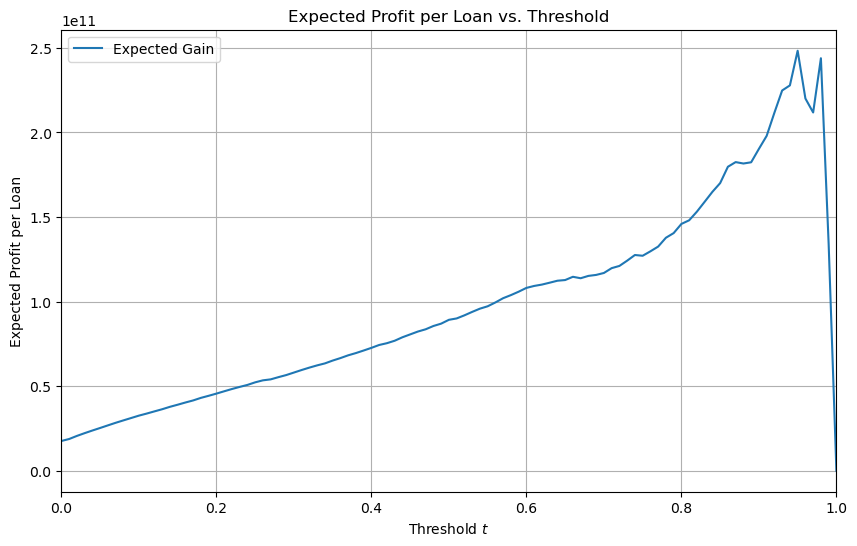 Expected Profit per Loan vs. Threshold
1e11
Expected Gain
2.5
2.0
1.5
1.0
0.5
0.0
Expected Profit per Loan
0.0 0.2 0.4 0.6 0.8 1.0
Threshold t